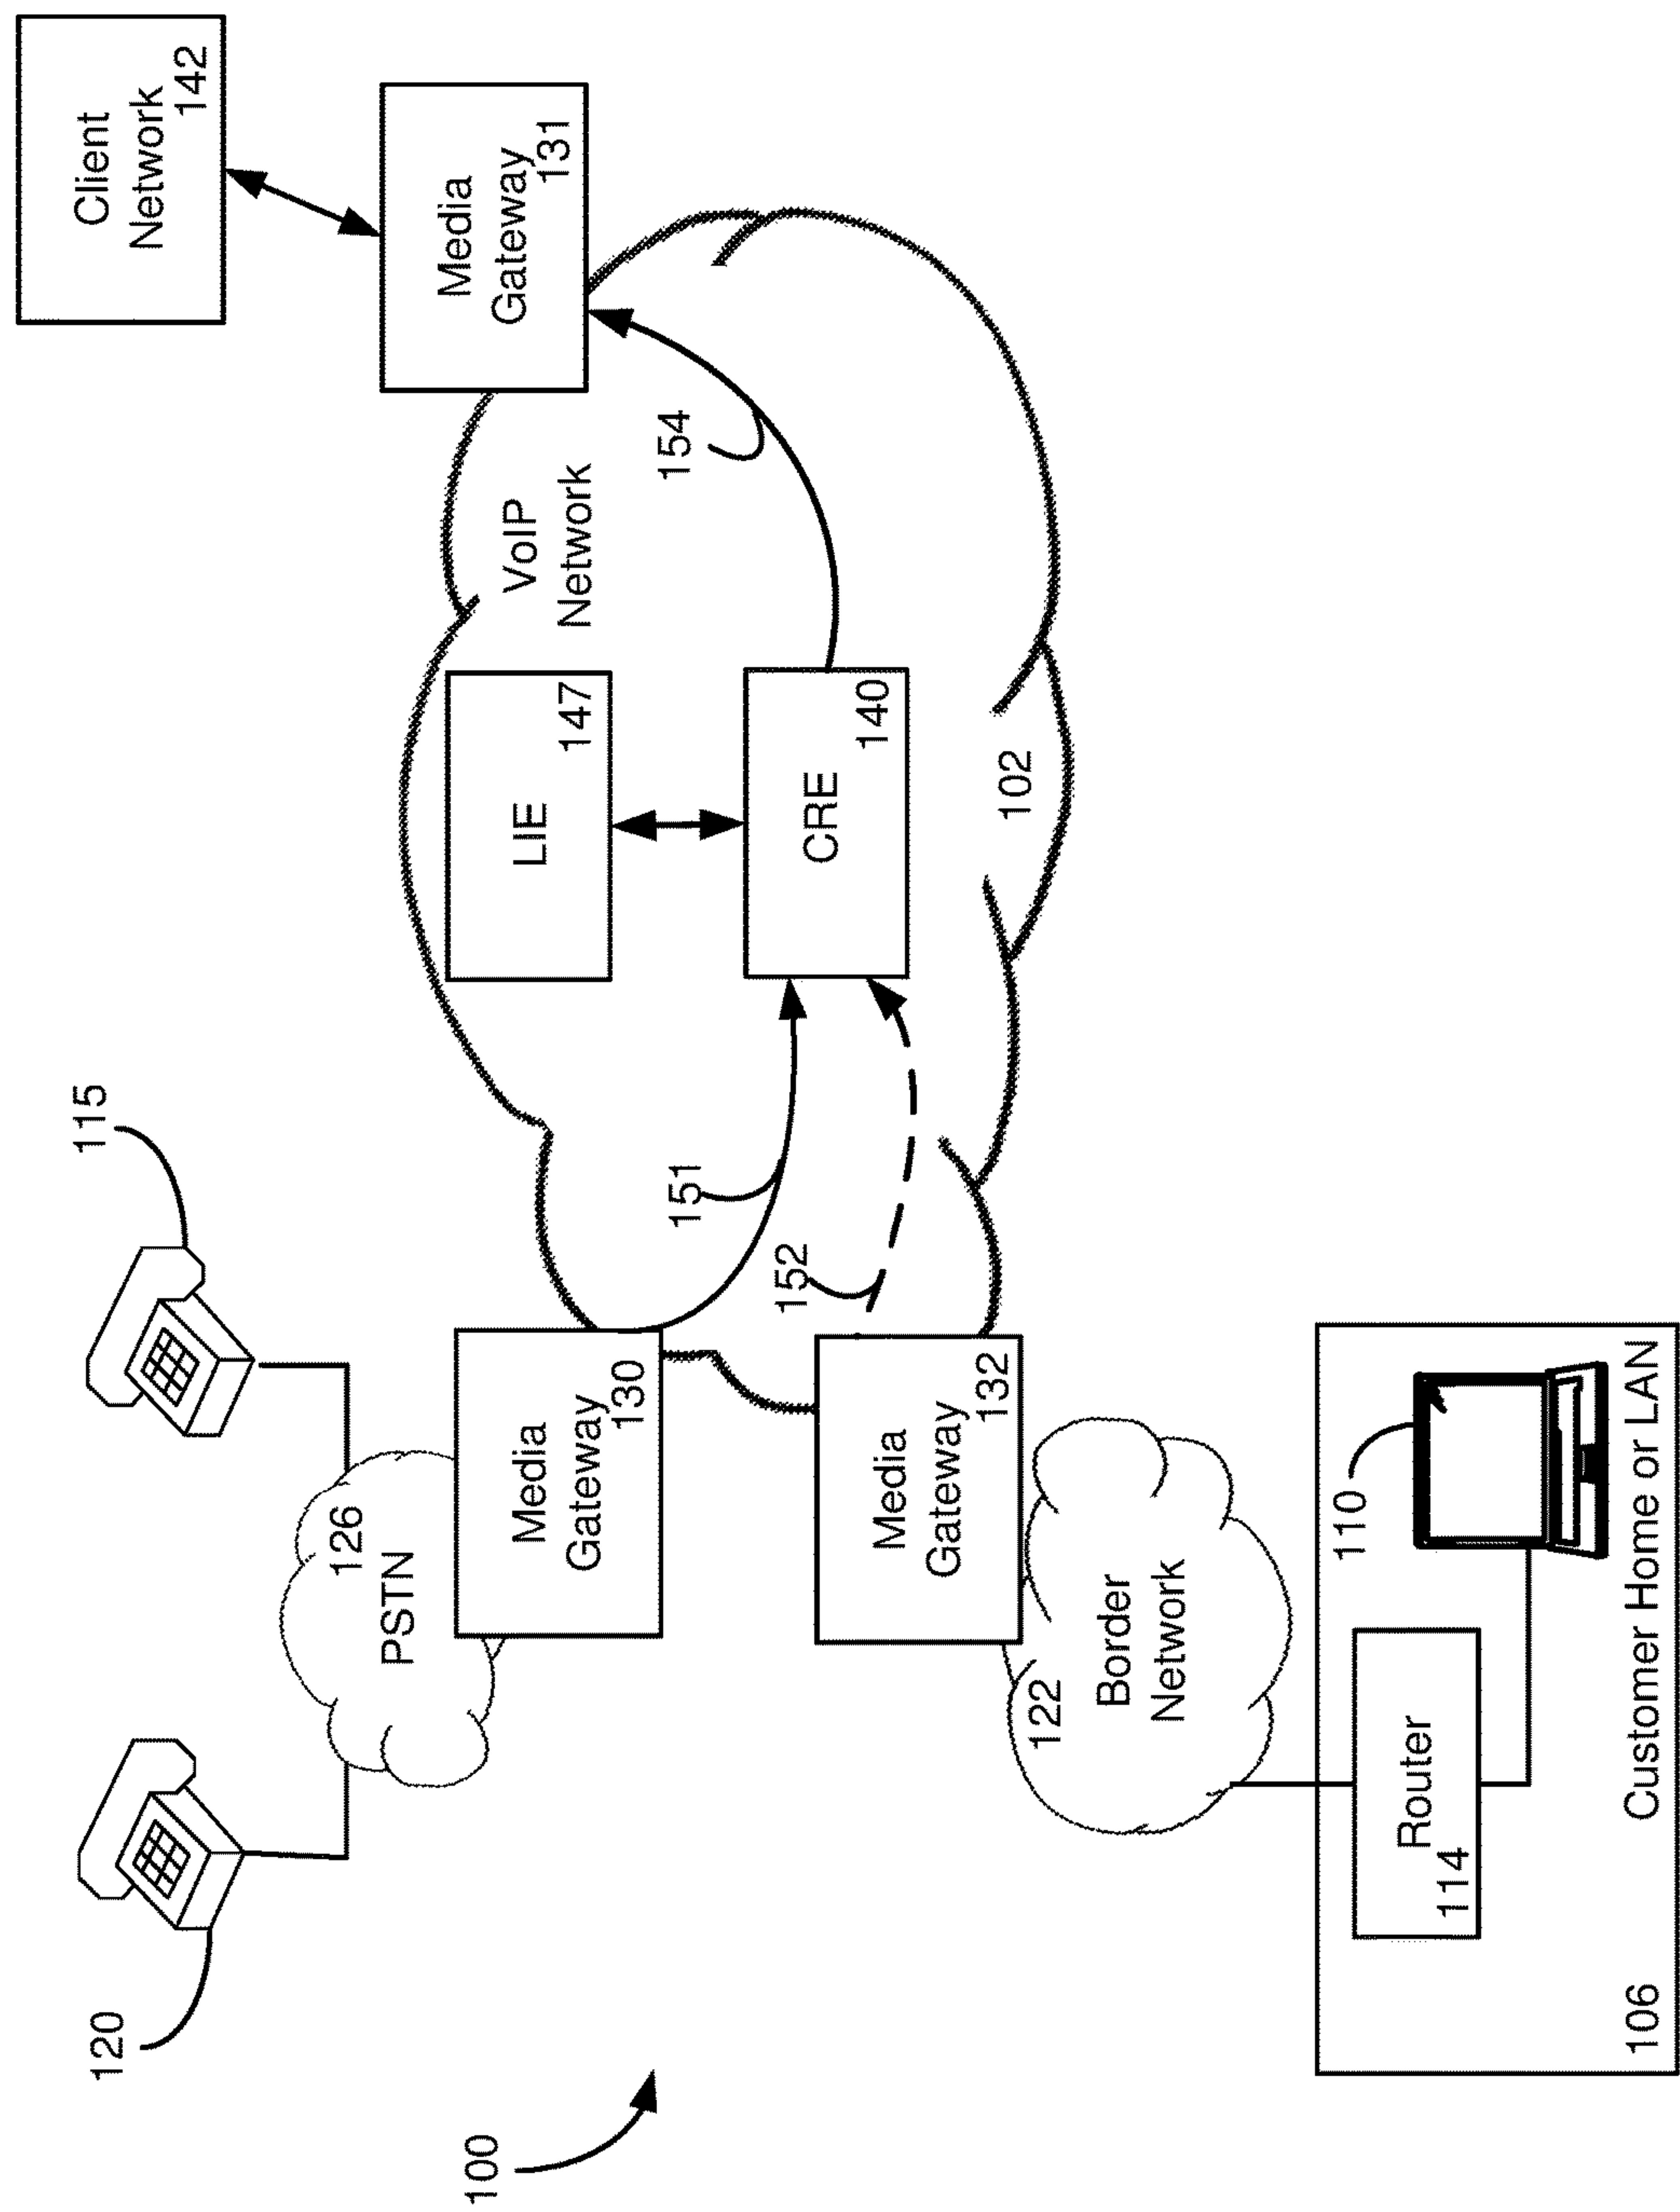 100
120
115
126
PSTN
Media
Gateway
130
151
152
Media
Gateway
132
122
Border
Network
Router
114
110
106
Customer Home or LAN
LIE
147
CRE
140
102
VoIP
Network
154
Media
Gateway
131
Client
Network
142